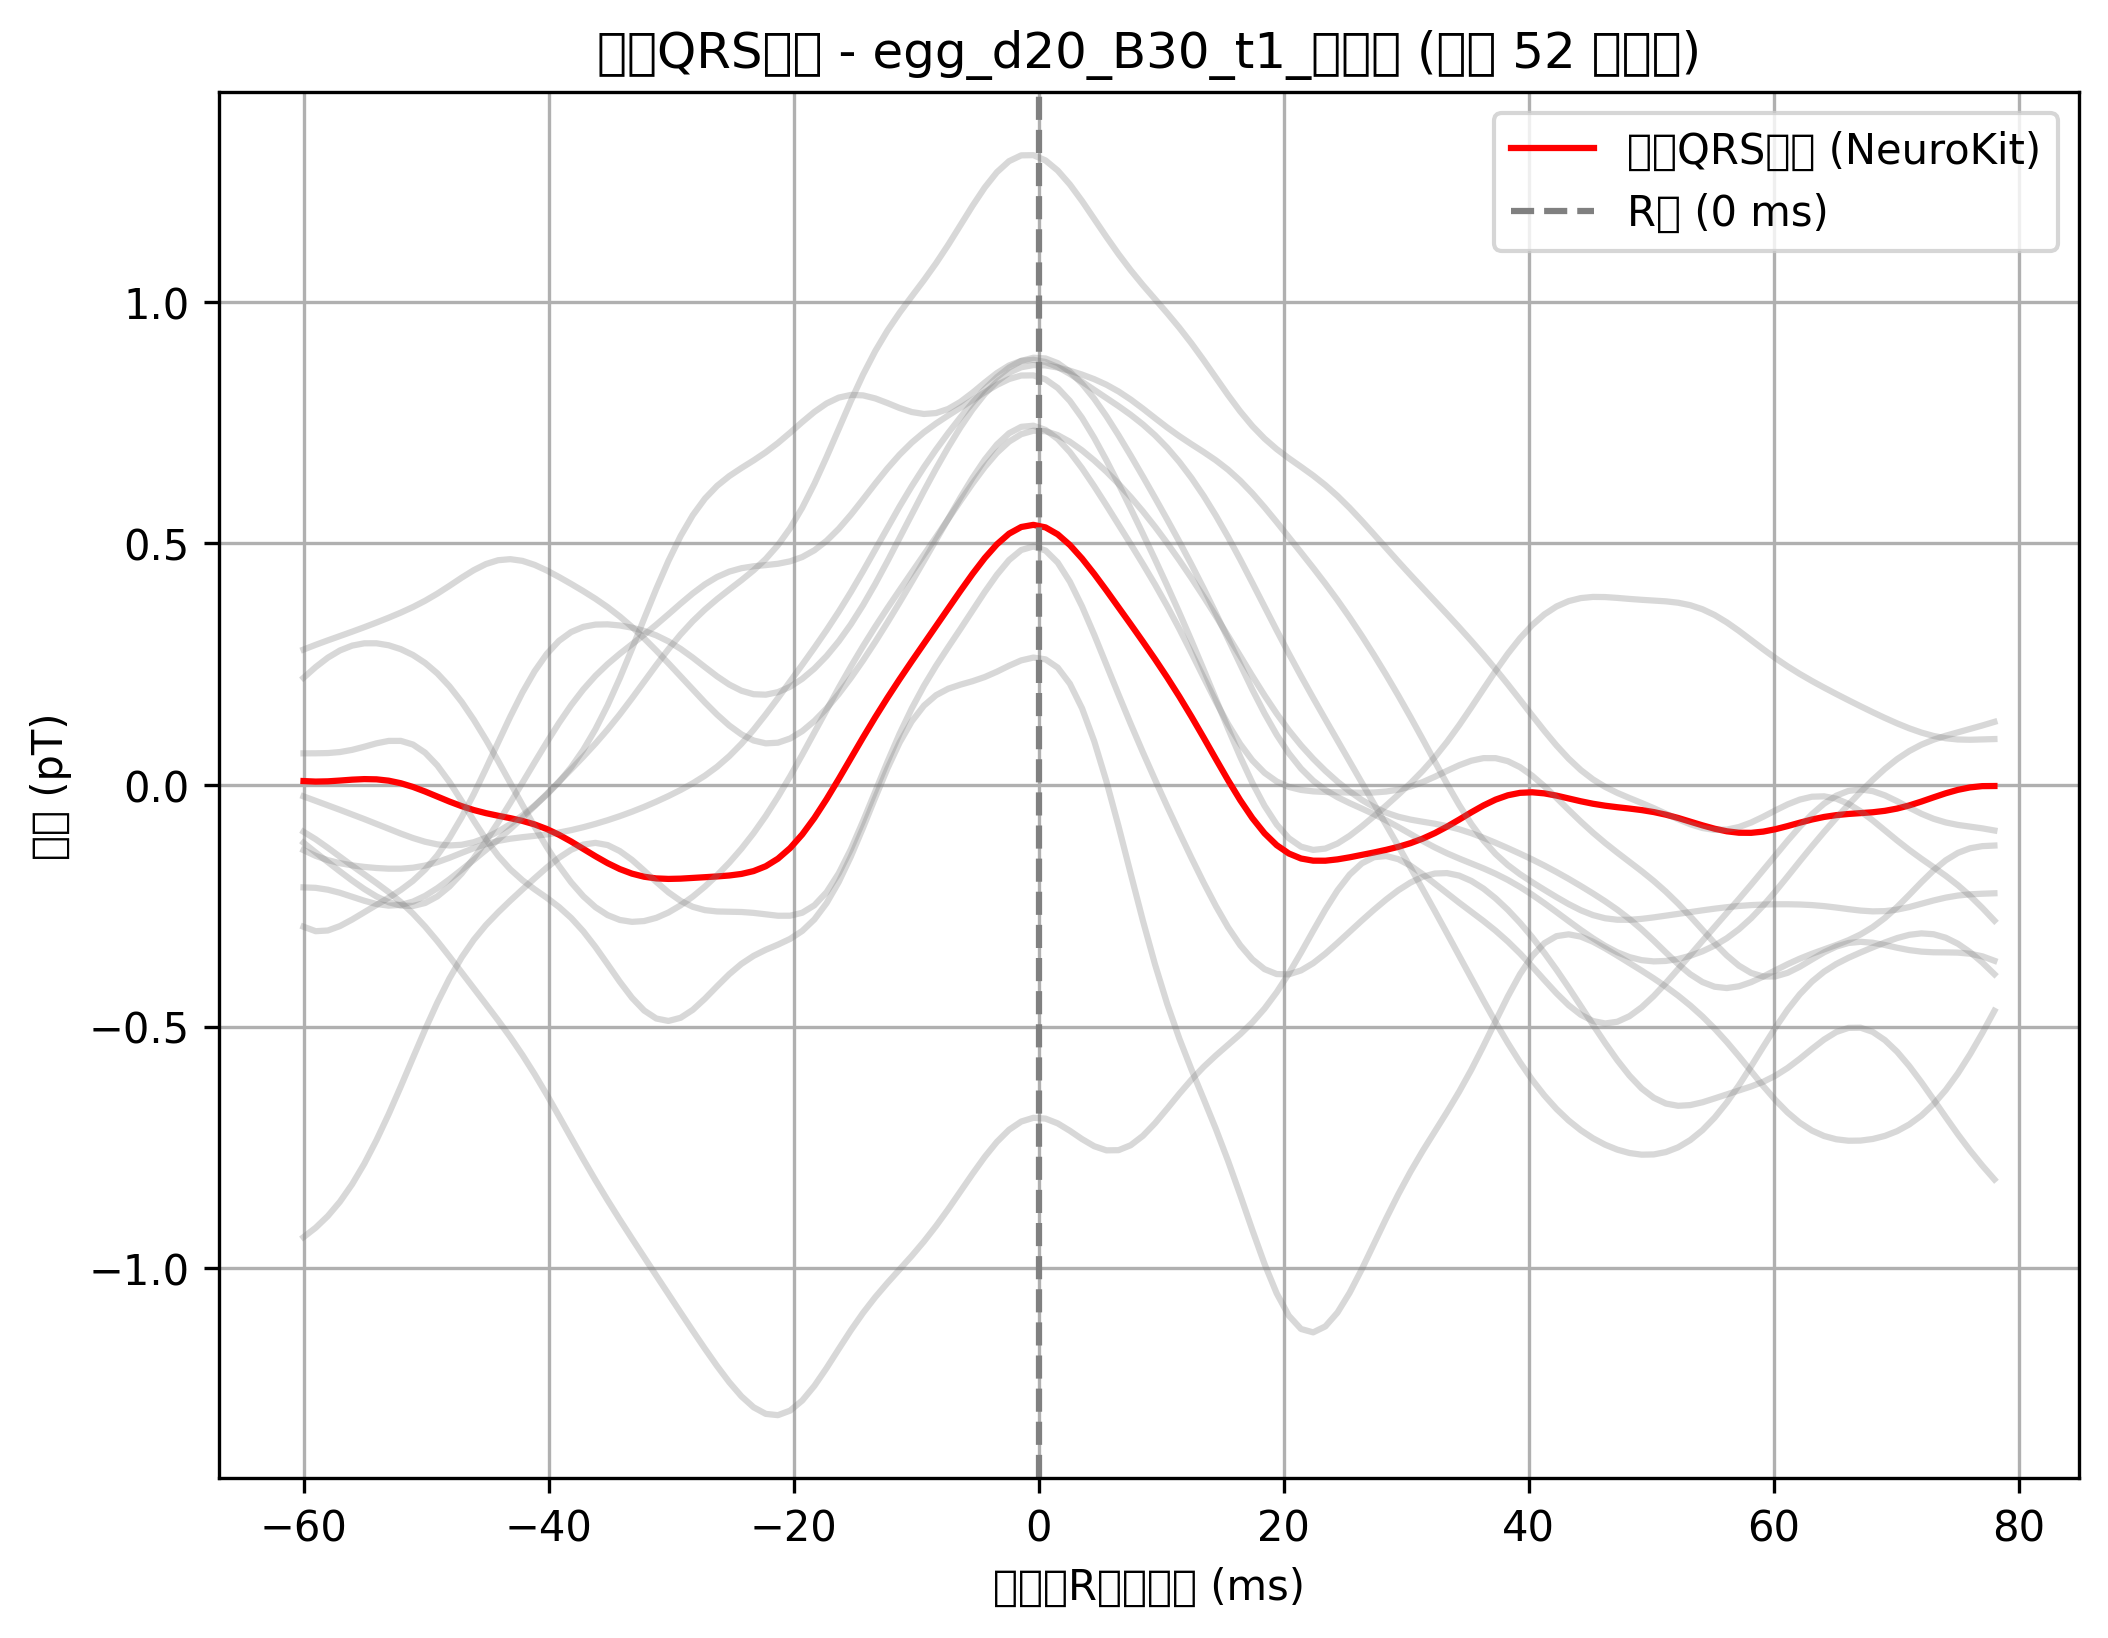 QRS - egg_d20_B30_t1_ ( 52 )
QRS (NeuroKit)
R (0 ms)
1.0
0.5
0.0
−0.5
−1.0
(pT)
−60 −40 −20 0 20 40 60 80
R (ms)